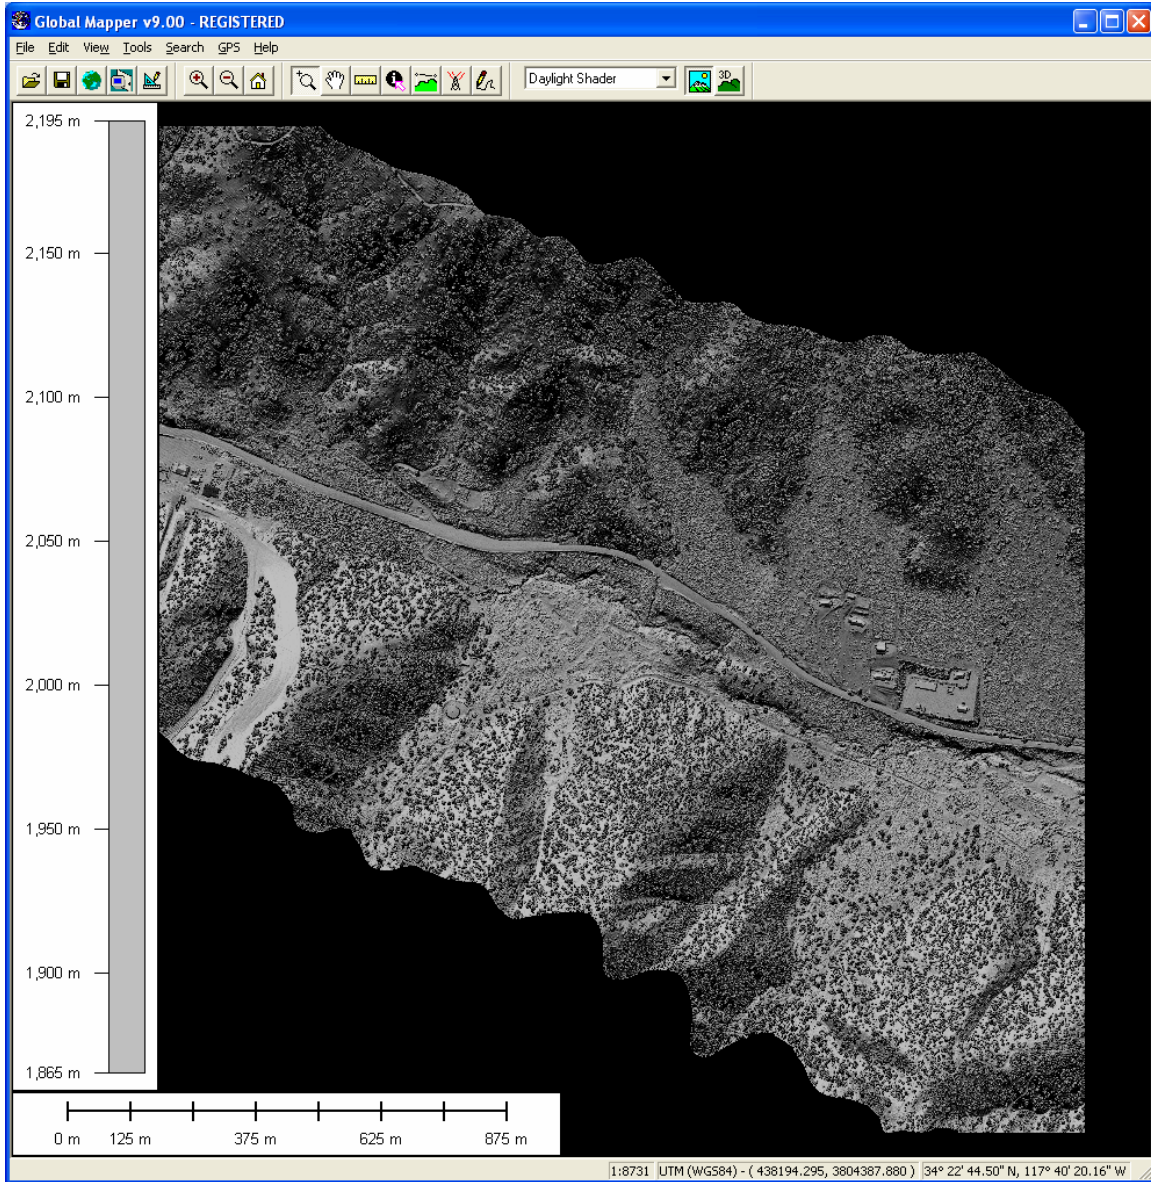 Global Mapper v9.00 - REGISTERED
File Edit View Tools Search GPS Help
Daylight Shader
3D
2,195 m
2,150 m
2,100 m
2,050 m
2,000 m
1,950 m
1,900 m
1,865 m
0 m 125 m 375 m 625 m 875 m
1:8731 UTM (WGS84) - ( 438194.295, 3804387.880 ) 34° 22' 44.50" N, 117° 40' 20.16" W